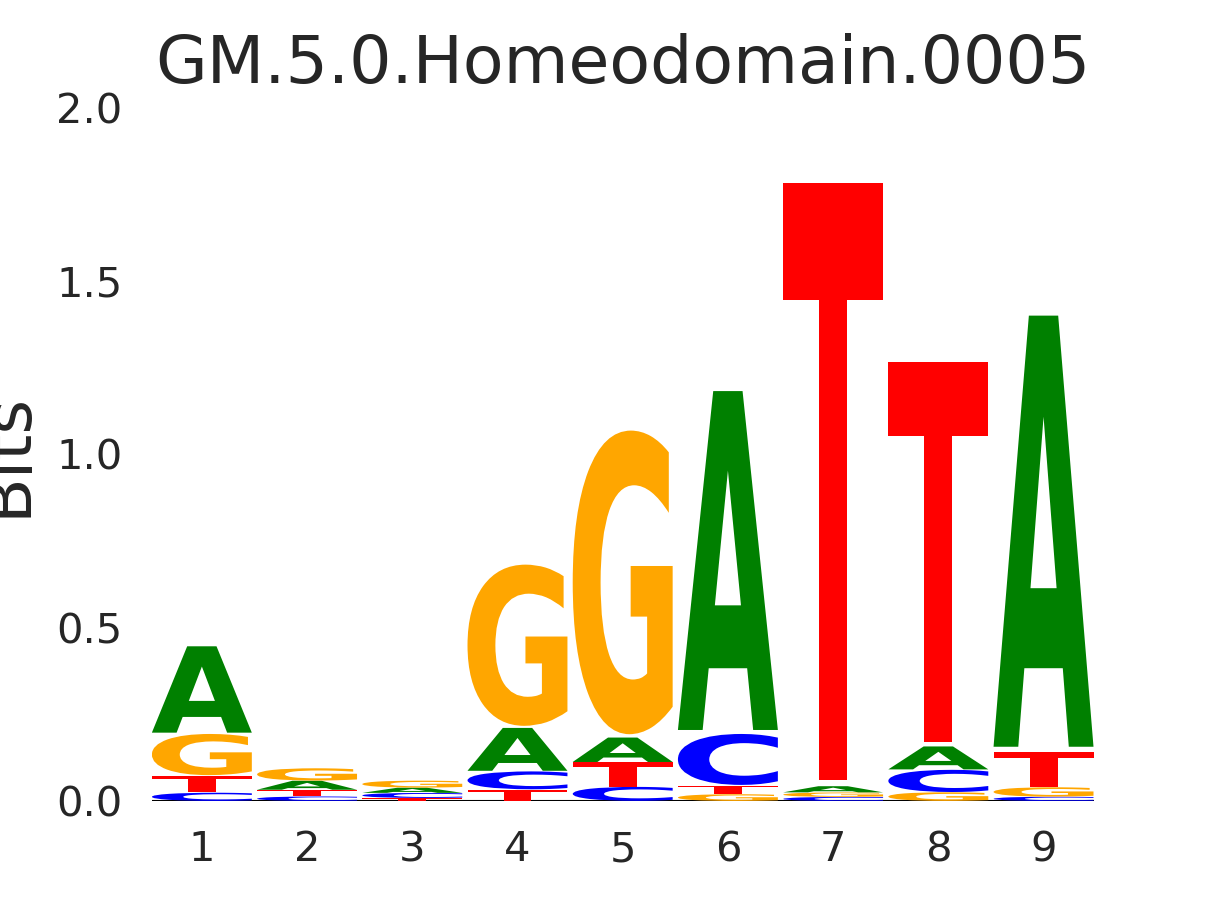 GM.5.0.Homeodomain.0005
2.0
1.5
1.0
0.5
0.0
Bits
A G T C
G A T C
G A C T
G A C T
G A T C
A C T G
T A G C
T A C G
A T G C
1 2 3 4 5 6 7 8 9